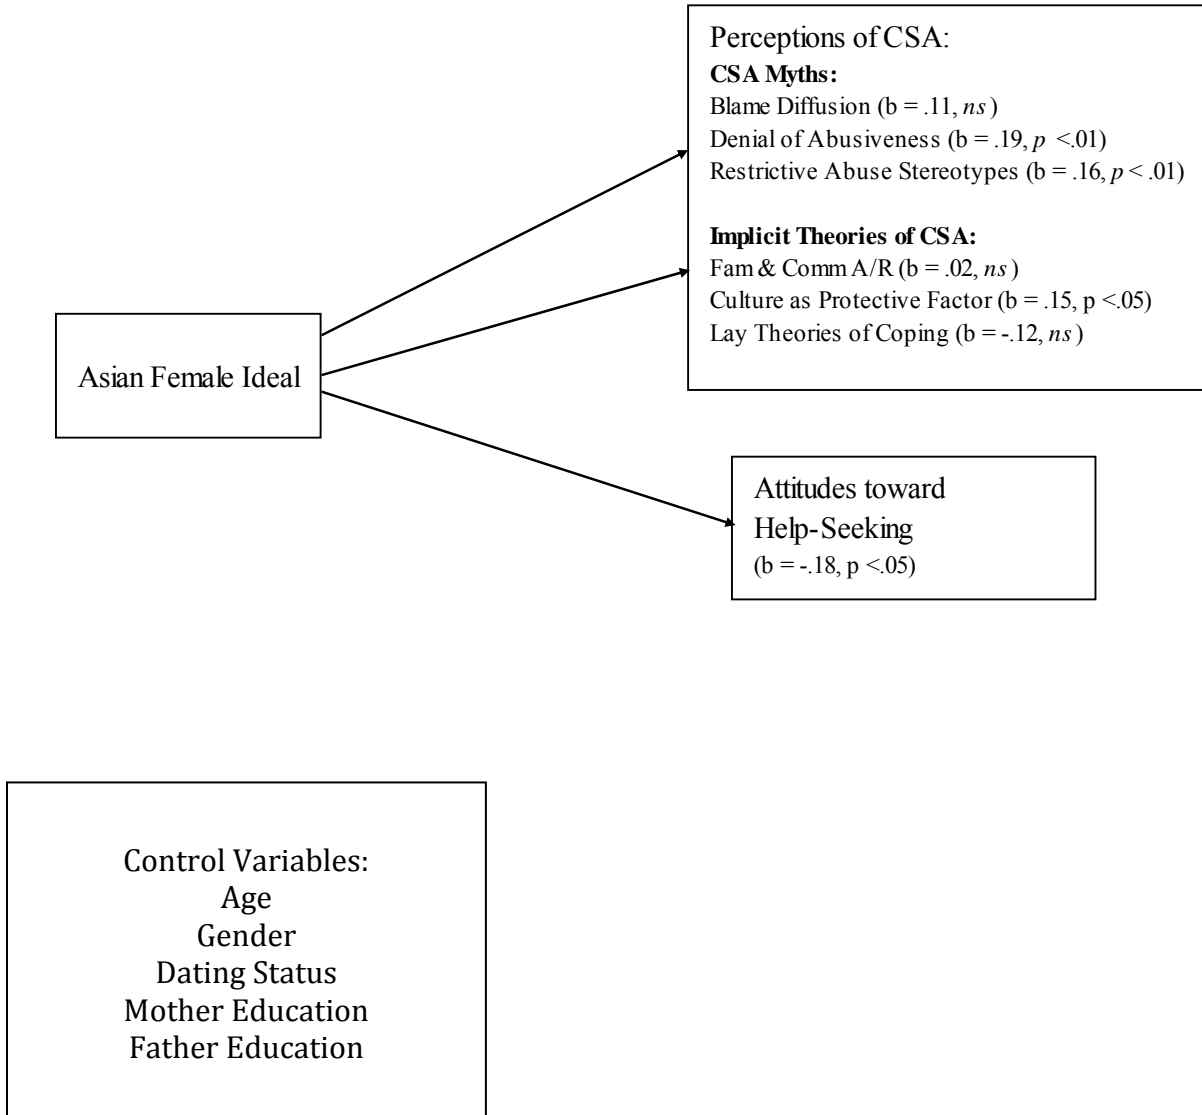 Perceptions of CSA:
CSA Myths:
Blame Diffusion (b = .11, ns)
Denial of Abusiveness (b = .19, p <.01)
Restrictive Abuse Stereotypes (b = .16, p < .01)
Implicit Theories of CSA:
Fam & Comm A/R (b = .02, ns)
Culture as Protective Factor (b = .15, p <.05)
Lay Theories of Coping (b = -.12, ns)
Asian Female Ideal
Attitudes toward
Help-Seeking
(b = -.18, p <.05)
Control Variables:
Age
Gender
Dating Status
Mother Education
Father Education